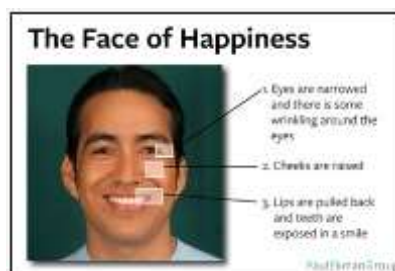 The Face of Happiness
1. Eyes are narrowed
and there is some
wrinkling around the
eyes
2. Cheeks are raised
3. Lips are pulled back
and teeth are
exposed in a smile
PaulEkmanGroup